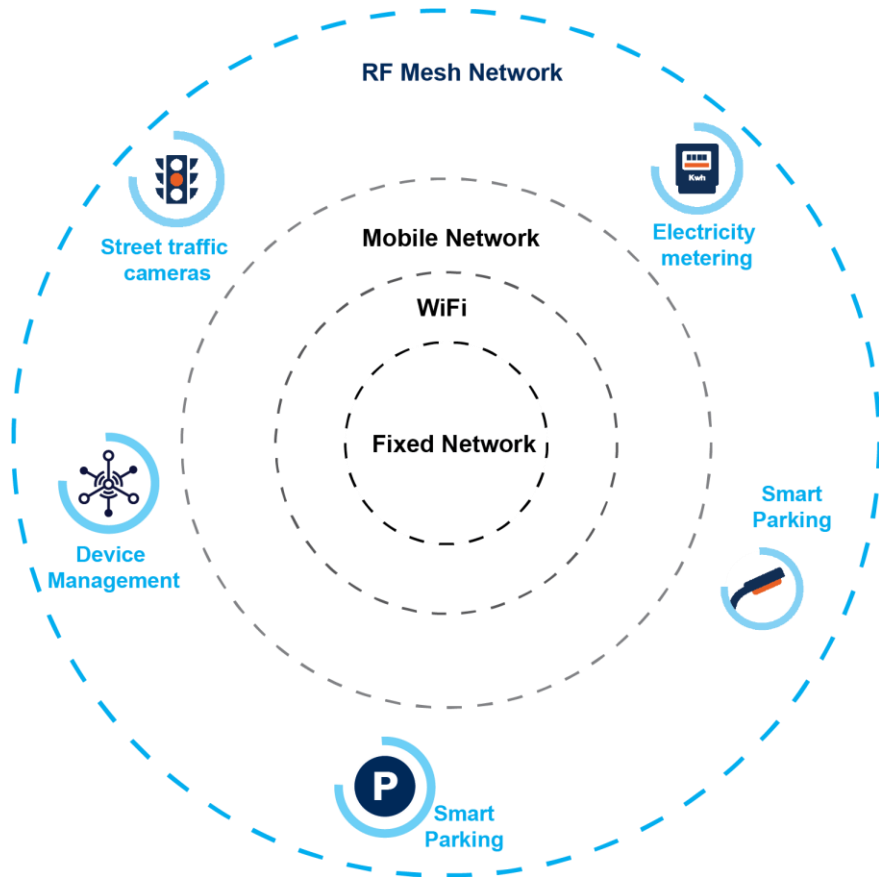 RF Mesh Network
Kwh
Street traffic
cameras
Electricity
metering
Mobile Network
WiFi
Fixed Network
Smart
Parking
Device
Management
P
Smart
Parking